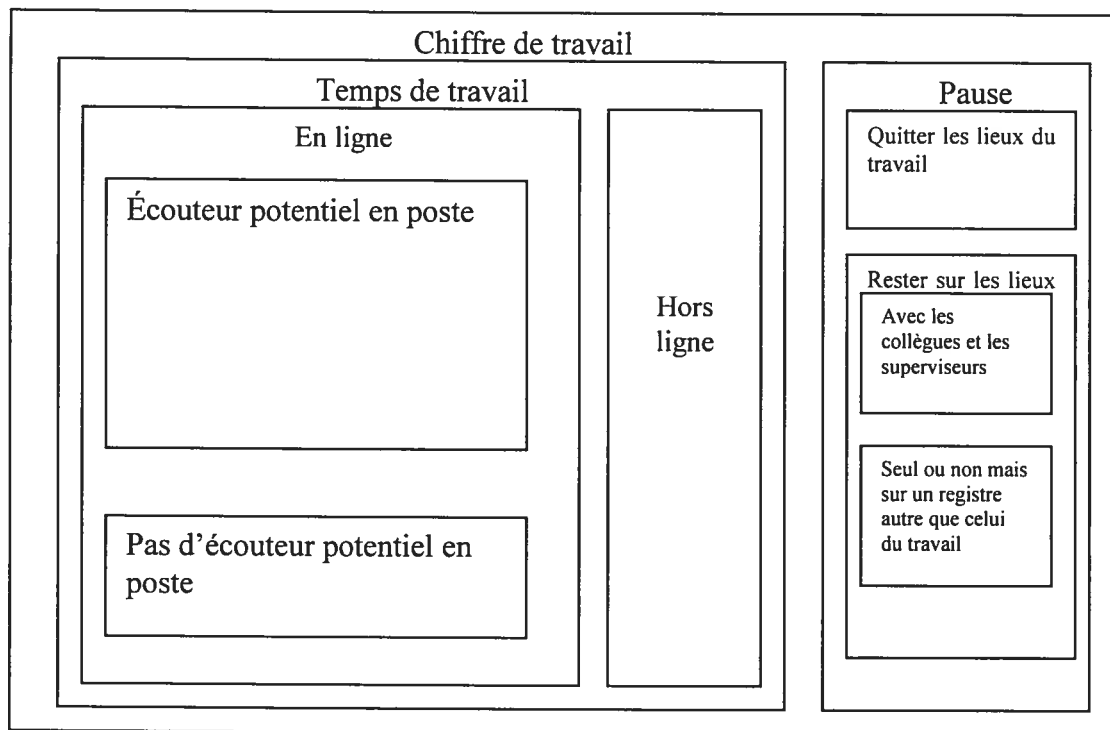 Chiffre de travail
Temps de travail
En ligne
Écouteur potentiel en poste
Pas d'écouteur potentiel en
poste
Hors
ligne
Pause
Quitter les lieux du
travail
Rester sur les lieux
Avec les
collègues et les
superviseurs
Seul ou non mais
sur un registre
autre que celui
du travail